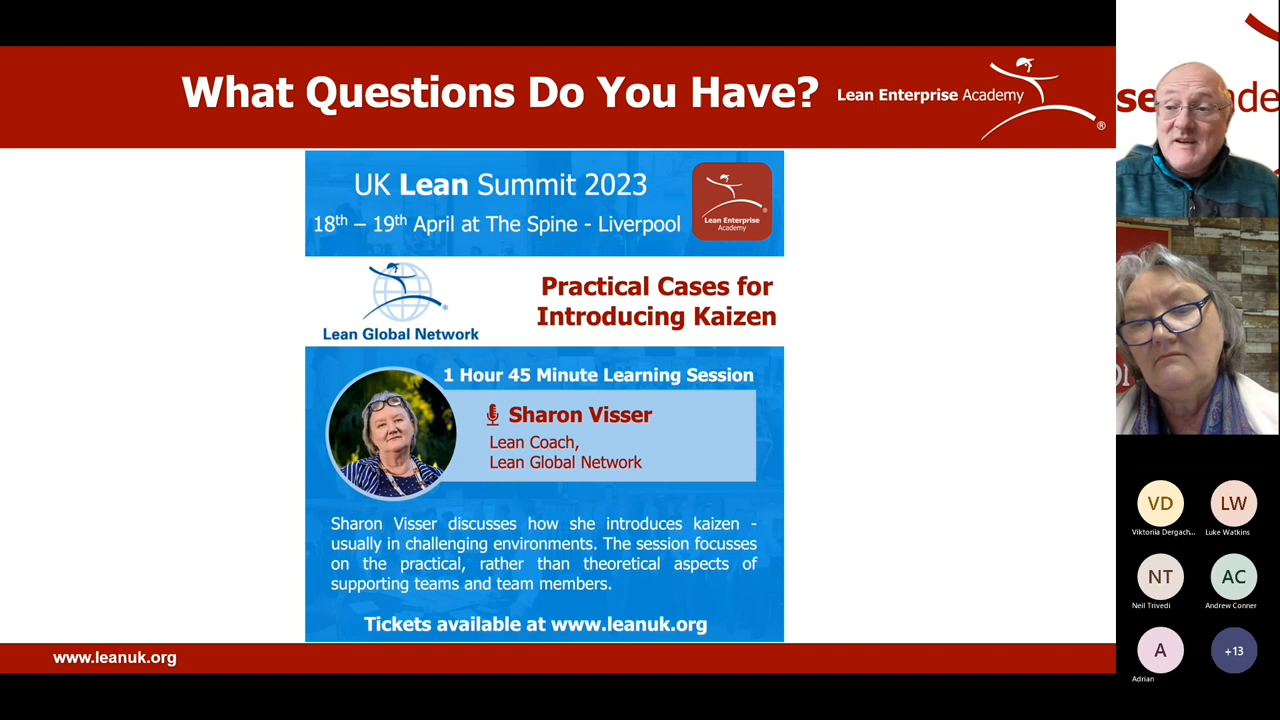 What Questions Do You Have?
Lean Enterprise Academy
®
UK Lean Summit 2023
18th – 19th April at The Spine - Liverpool
Lean Enterprise
Academy
®
Lean Global Network
®
Practical Cases for
Introducing Kaizen
1 Hour 45 Minute Learning Session
Sharon Visser
Lean Coach,
Lean Global Network
Sharon Visser discusses how she introduces kaizen -
usually in challenging environments. The session focusses
on the practical, rather than theoretical aspects of
supporting teams and team members.
Tickets available at www.leanuk.org
www.leanuk.org
VD
Viktoriia Dergach...
LW
Luke Watkins
NT
Neil Trivedi
AC
Andrew Conner
A
Adrian
+13